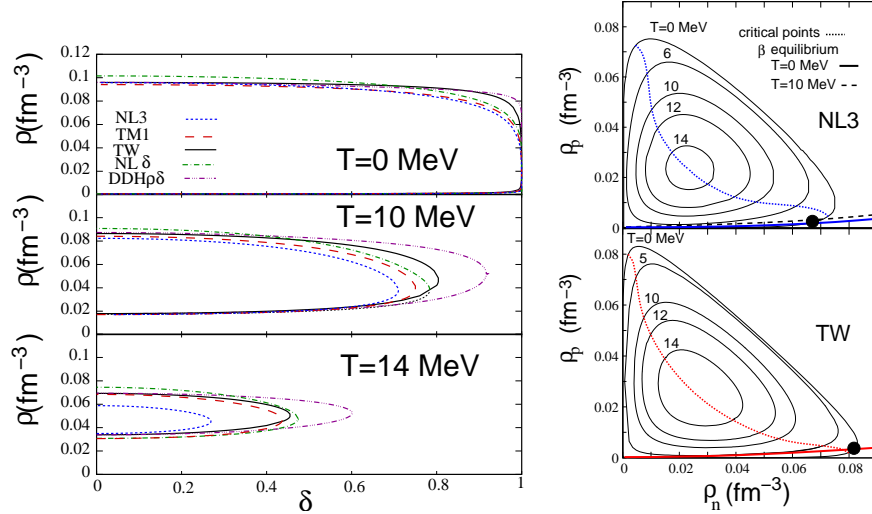 ρ(fm−3)
0.12
0.1
0.08
0.06
0.04
0.02
0
NL3
TM1
TW
NL δ
DDHρδ
T=0 MeV
ρ(fm−3)
0.1
0.08
0.06
0.04
0.02
0
T=10 MeV
ρ(fm−3)
0.1
0.08
0.06
0.04
0.02
0
T=14 MeV
0 0.2 0.4 0.6 0.8 1
δ
ρp (fm−3)
0.08
0.06
0.04
0.02
0
T=0 MeV
6
10
12
14
critical points
β equilibrium
T=0 MeV
T=10 MeV
NL3
ρp (fm−3)
0.08
0.06
0.04
0.02
0
T=0 MeV
5
10
12
14
TW
0 0.02 0.04 0.06 0.08
ρn (fm−3)